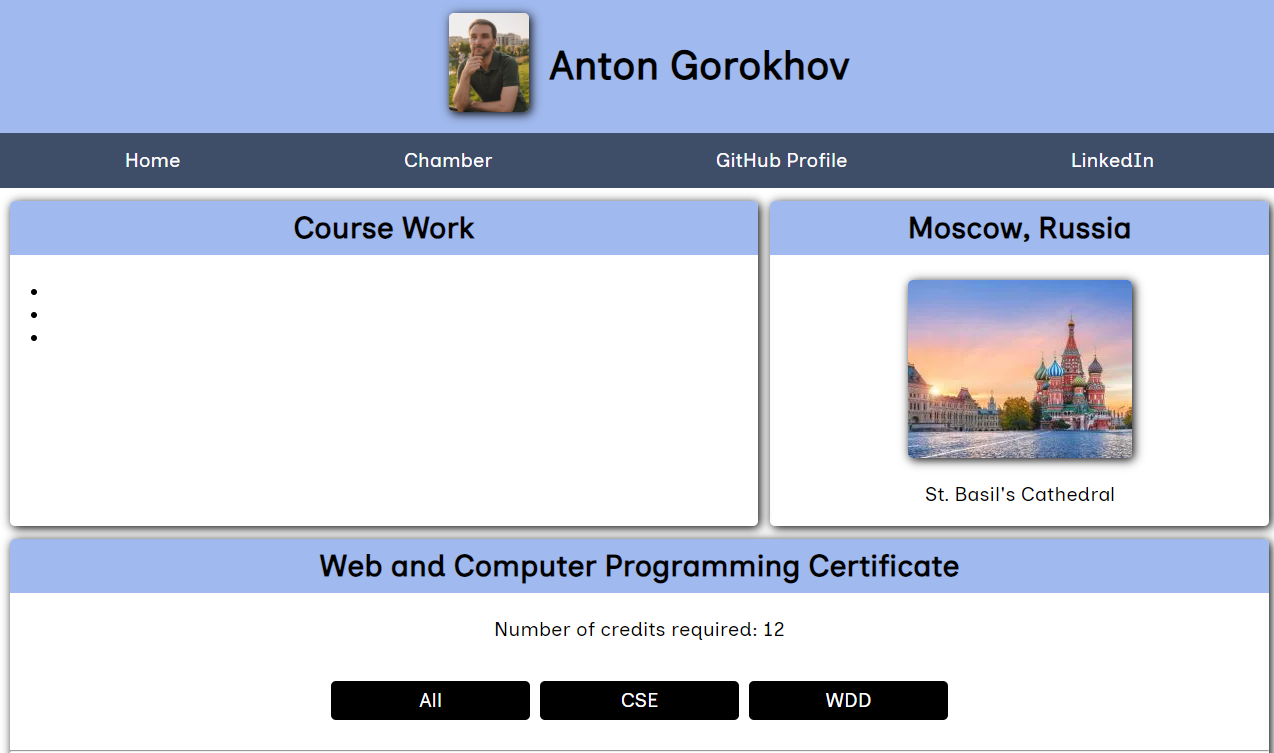 Anton Gorokhov
Home Chamber GitHub Profile LinkedIn
Course Work
Moscow, Russia
St. Basil's Cathedral
Web and Computer Programming Certificate
Number of credits required: 12
All CSE WDD